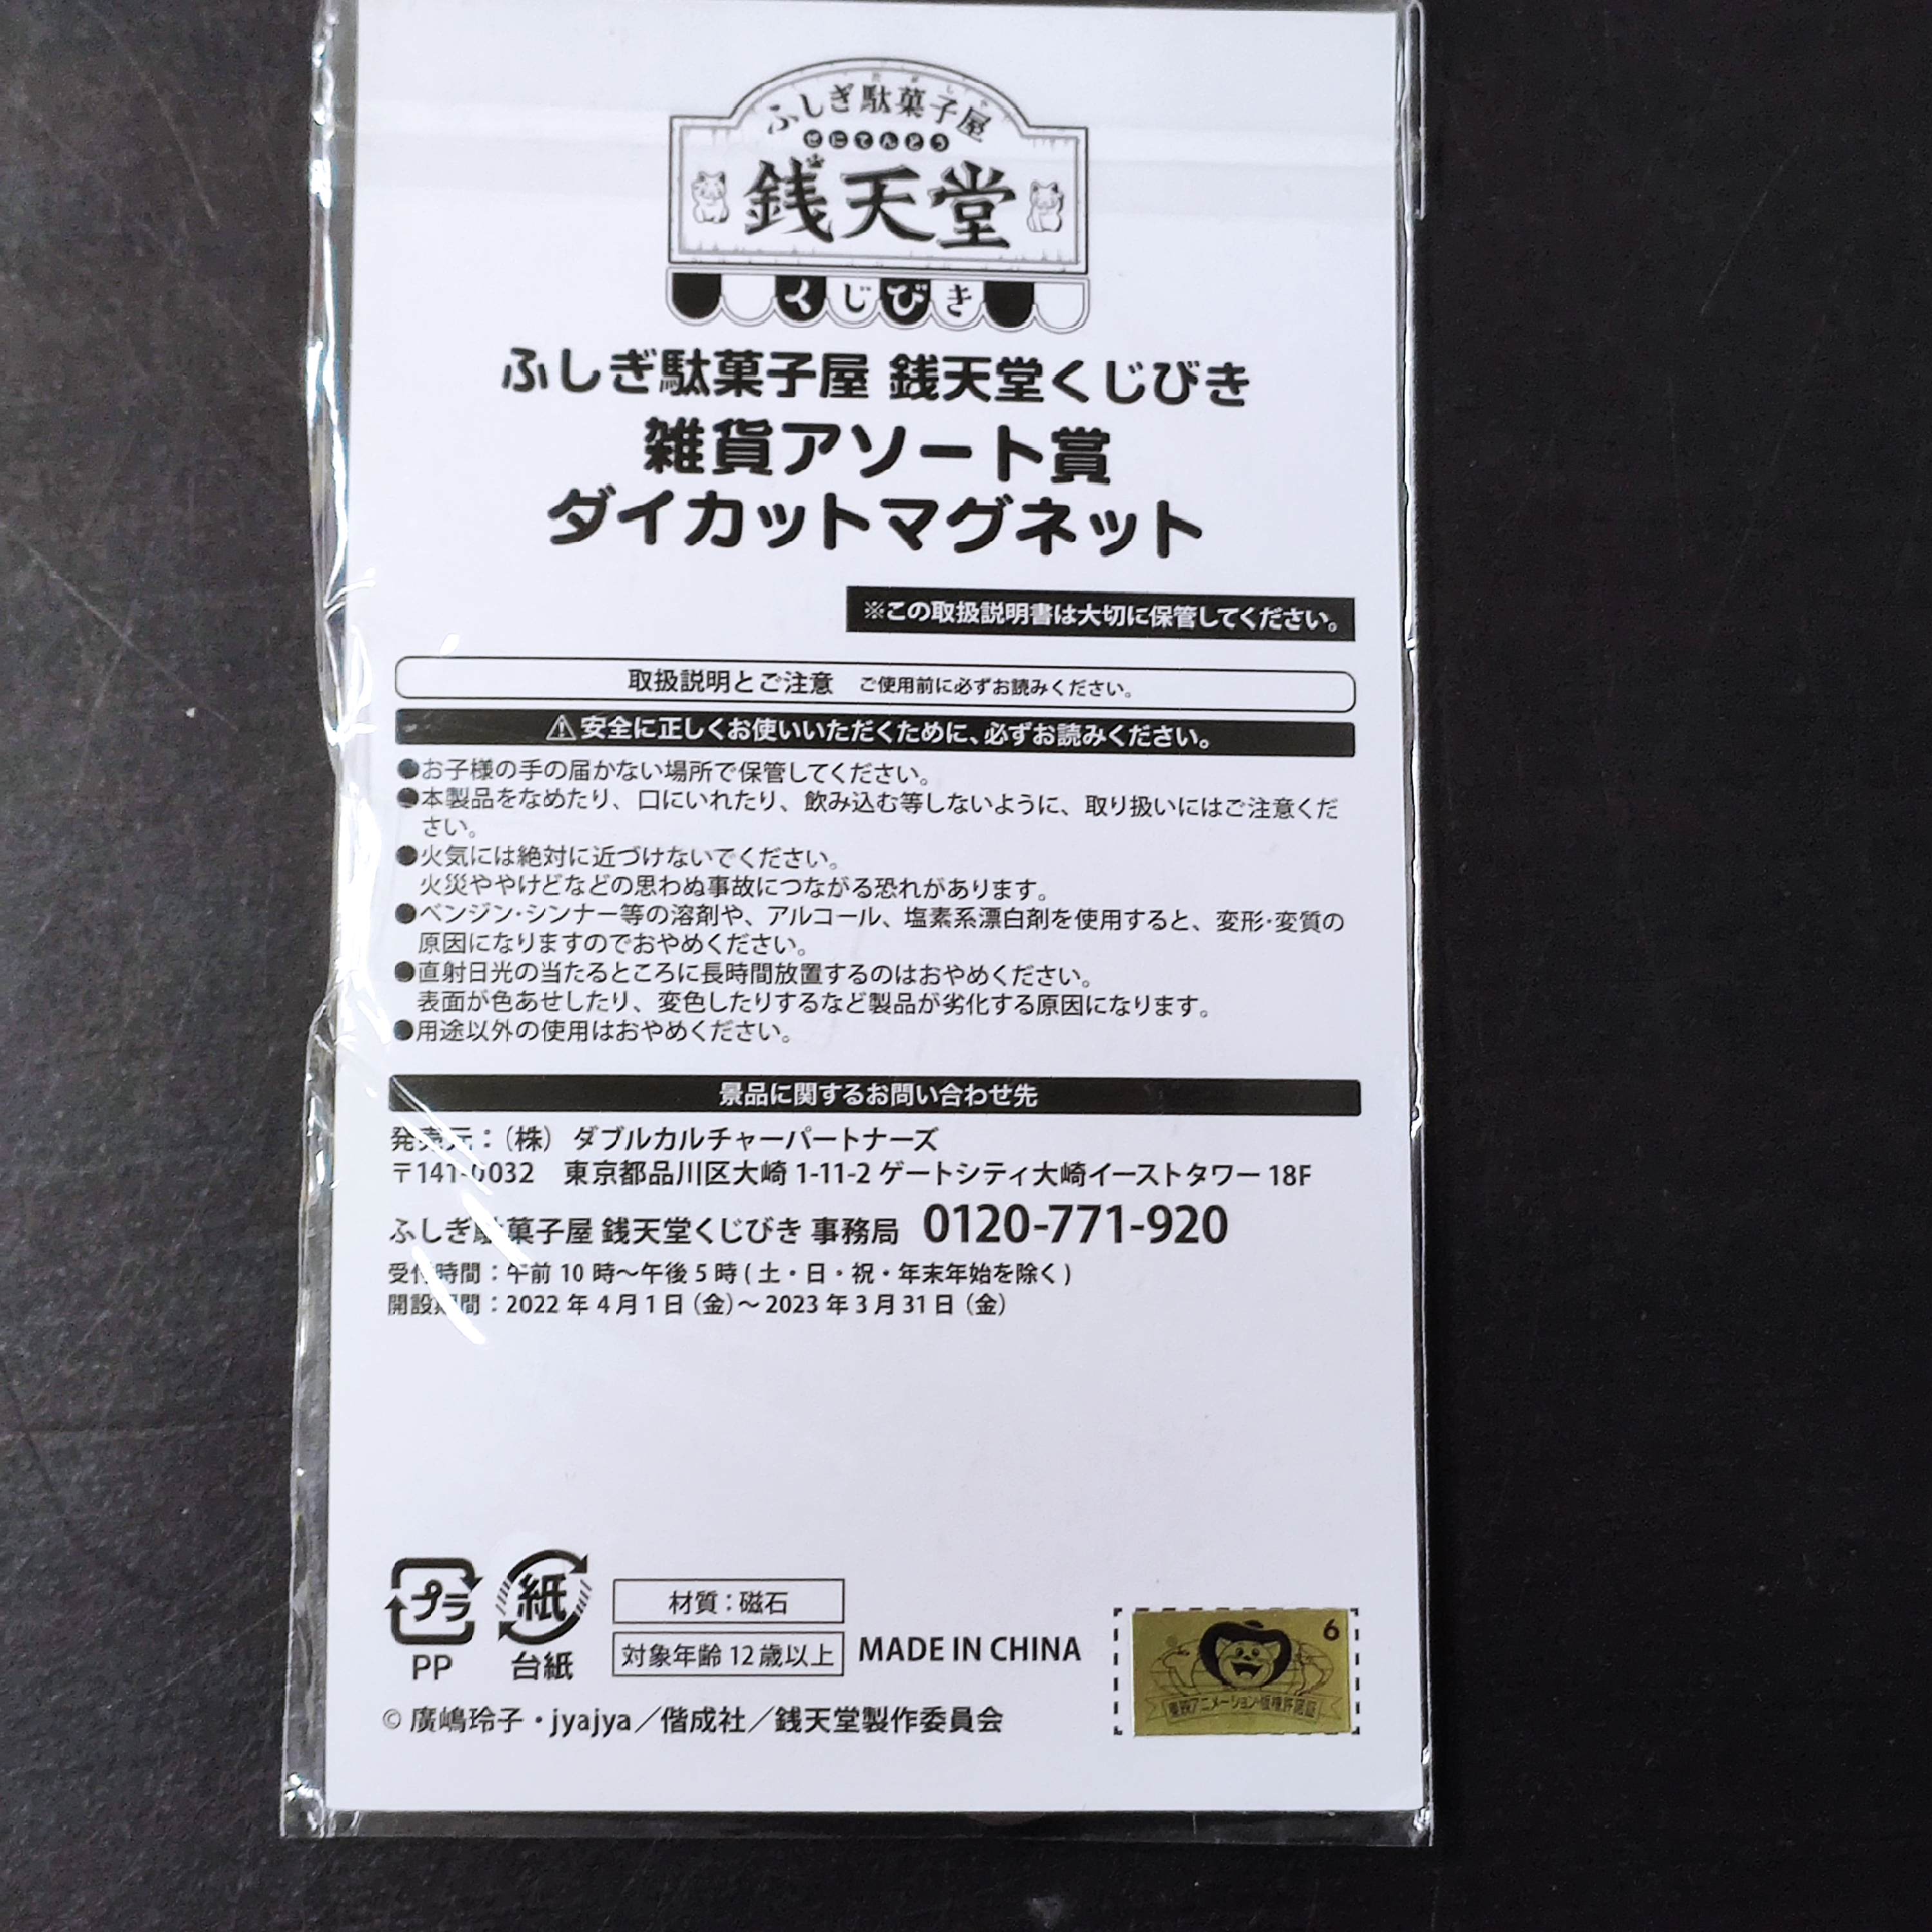 ふしぎ駄菓子屋
ぜにてんどう
銭天堂
くじびき
ふしぎ駄菓子屋 銭天堂くじびき
雑貨アソート賞
ダイカットマグネット
※この取扱説明書は大切に保管してください。
取扱説明とご注意 ご使用前に必ずお読みください。
⚠安全に正しくお使いいただくために、必ずお読みください。
●お子様の手の届かない場所で保管してください。
●本製品をなめたり、口にいれたり、飲み込む等しないように、取り扱いにはご注意くだ
さい。
●火気には絶対に近づけないでください。
火災ややけどなどの思わぬ事故につながる恐れがあります。
●ベンジン・シンナー等の溶剤や、アルコール、塩素系漂白剤を使用すると、変形・変質の
原因になりますのでおやめください。
●直射日光の当たるところに長時間放置するのはおやめください。
表面が色あせしたり、変色したりするなど製品が劣化する原因になります。
●用途以外の使用はおやめください。
景品に関するお問い合わせ先
発売元：（株）ダブルカルチャーパートナーズ
〒141-0032 東京都品川区大崎 1-11-2 ゲートシティ大崎イーストタワー 18F
ふしぎ駄菓子屋 銭天堂くじびき 事務局 0120-771-920
受付時間：午前 10 時〜午後 5 時 ( 土・日・祝・年末年始を除く )
開設期間：2022 年 4 月 1 日（金）〜 2023 年 3 月 31 日（金）
プラ
PP
紙
台紙
材質：磁石
対象年齢 12 歳以上
MADE IN CHINA
6
東映アニメーション・版権許諾証
© 廣嶋玲子・jyajya／偕成社／銭天堂製作委員会